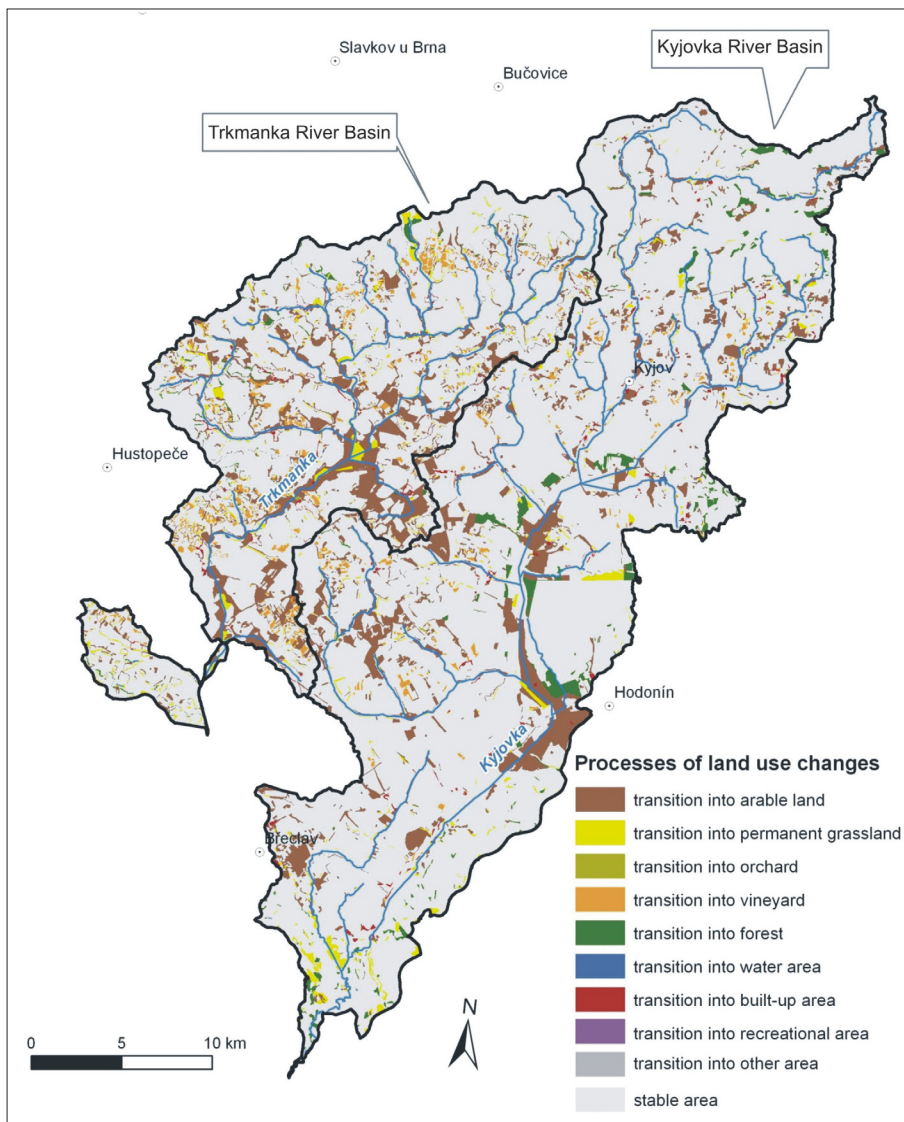 Slavkov u Brna
Kyjovka River Basin
Bučovice
Trkmanka River Basin
Kyjov
Hustopeče
Trkmanka
Hodonín
Kyjovka
Břeclav
Processes of land use changes
transition into arable land
transition into permanent grassland
transition into orchard
transition into vineyard
transition into forest
transition into water area
transition into built-up area
transition into recreational area
transition into other area
stable area
N
0 5 10 km